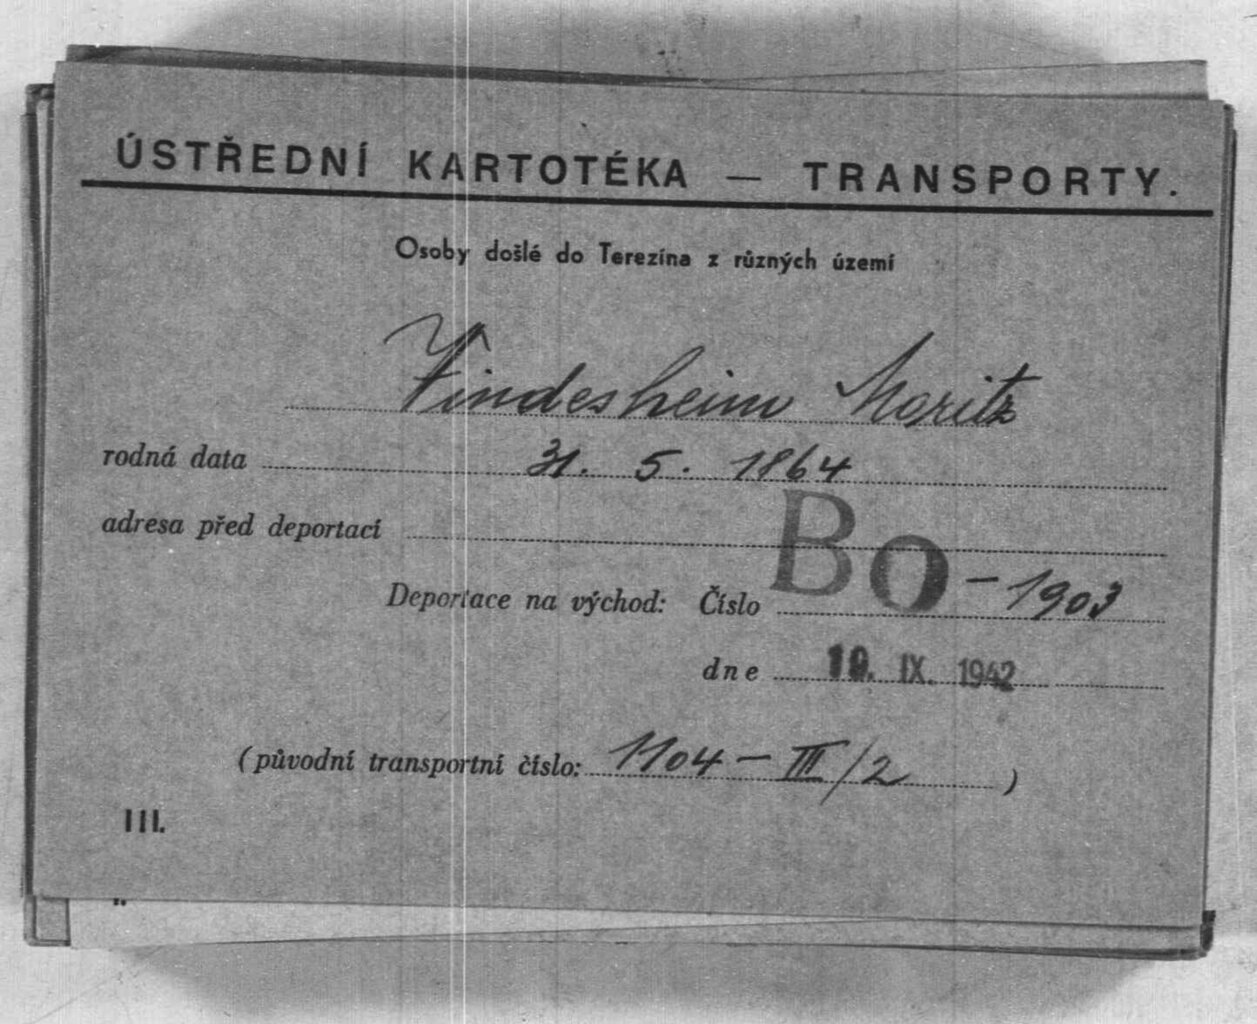 ÚSTŘEDNÍ KARTOTÉKA — TRANSPORTY.
Osoby došlé do Terezína z různých území
Windesheim Moritz
rodná data 31. 5. 1864
adresa před deportací
Deportace na východ: Číslo Bo - 1903
dne 19. IX. 1942
(původní transportní číslo: 1104 - III/2 )
III.